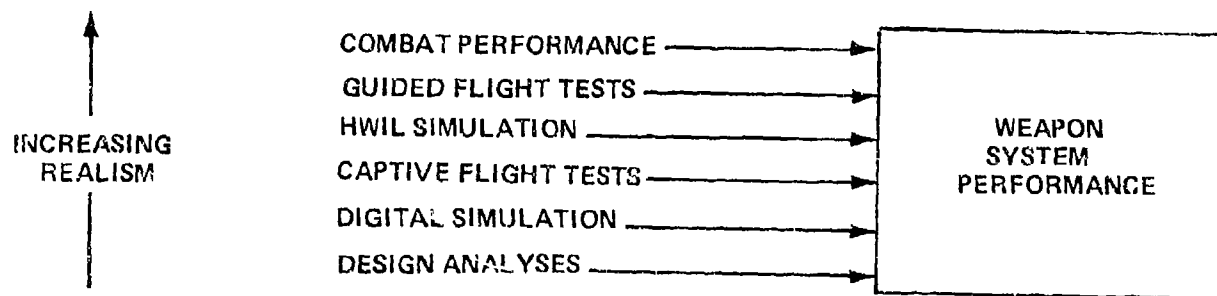 COMBAT PERFORMANCE
GUIDED FLIGHT TESTS
HWIL SIMULATION
CAPTIVE FLIGHT TESTS
DIGITAL SIMULATION
DESIGN ANALYSES
INCREASING
REALISM
WEAPON
SYSTEM
PERFORMANCE